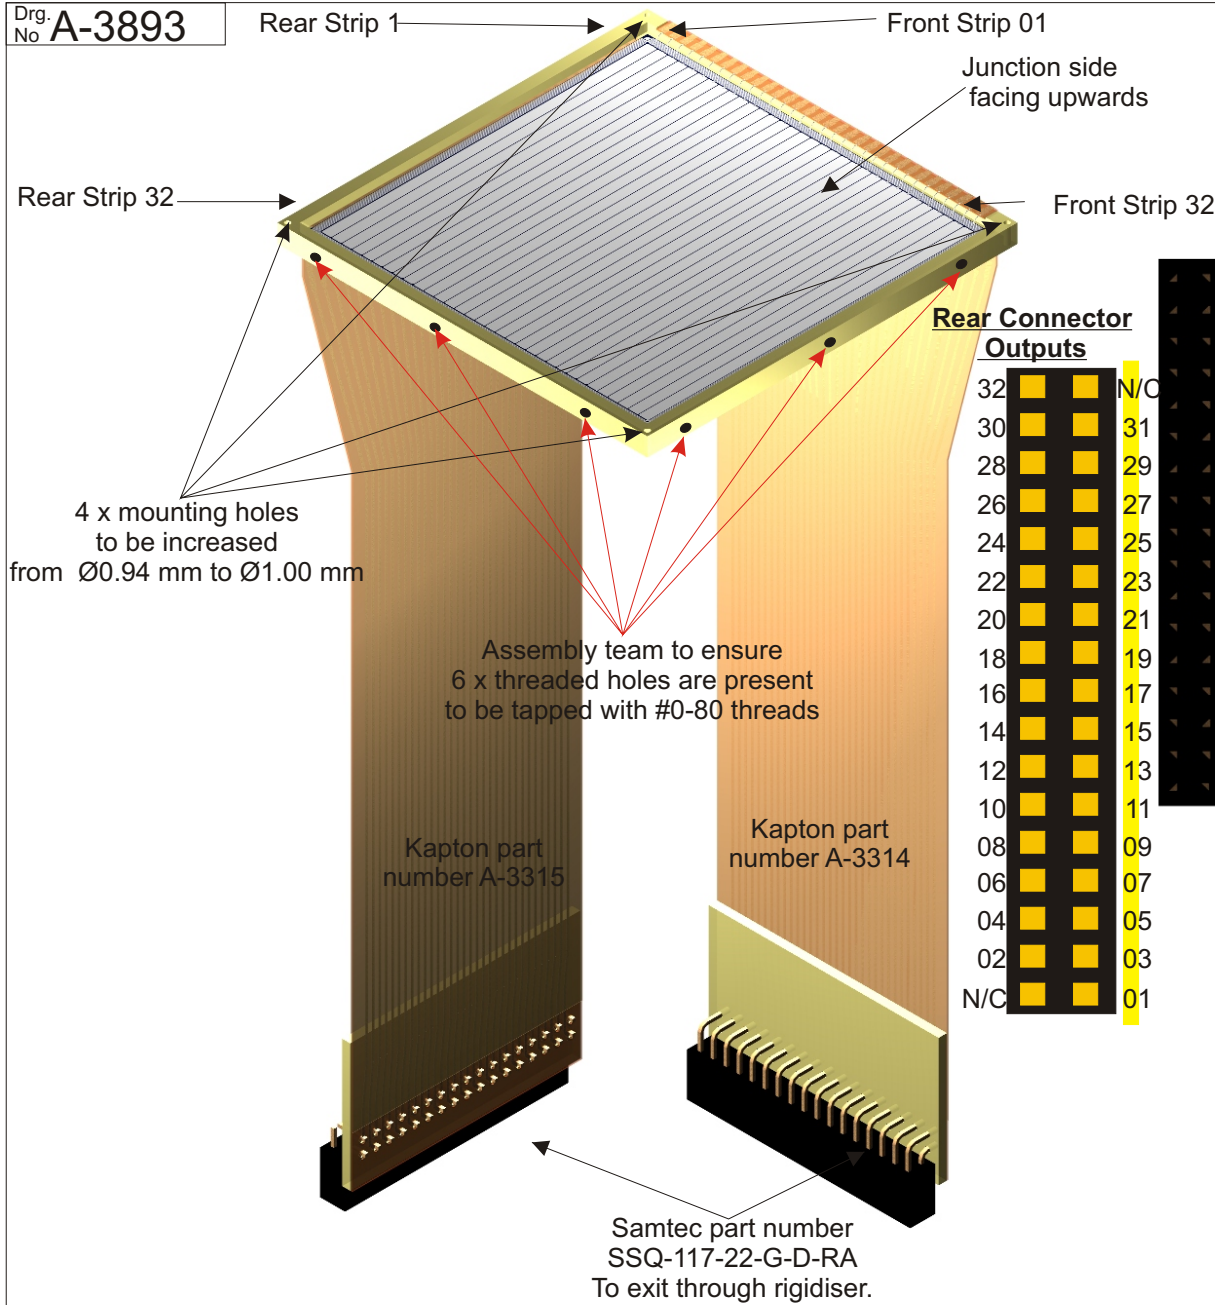 Drg.
No A-3893
Rear Strip 1
Front Strip 01
Junction side
facing upwards
Rear Strip 32
Front Strip 32
Rear Connector
Outputs
32 N/C
30 31
28 29
26 27
24 25
22 23
20 21
18 19
16 17
14 15
12 13
10 11
08 09
06 07
04 05
02 03
N/C 01
4 x mounting holes
to be increased
from Ø0.94 mm to Ø1.00 mm
Assembly team to ensure
6 x threaded holes are present
to be tapped with #0-80 threads
Kapton part
number A-3315
Kapton part
number A-3314
Samtec part number
SSQ-117-22-G-D-RA
To exit through rigidiser.